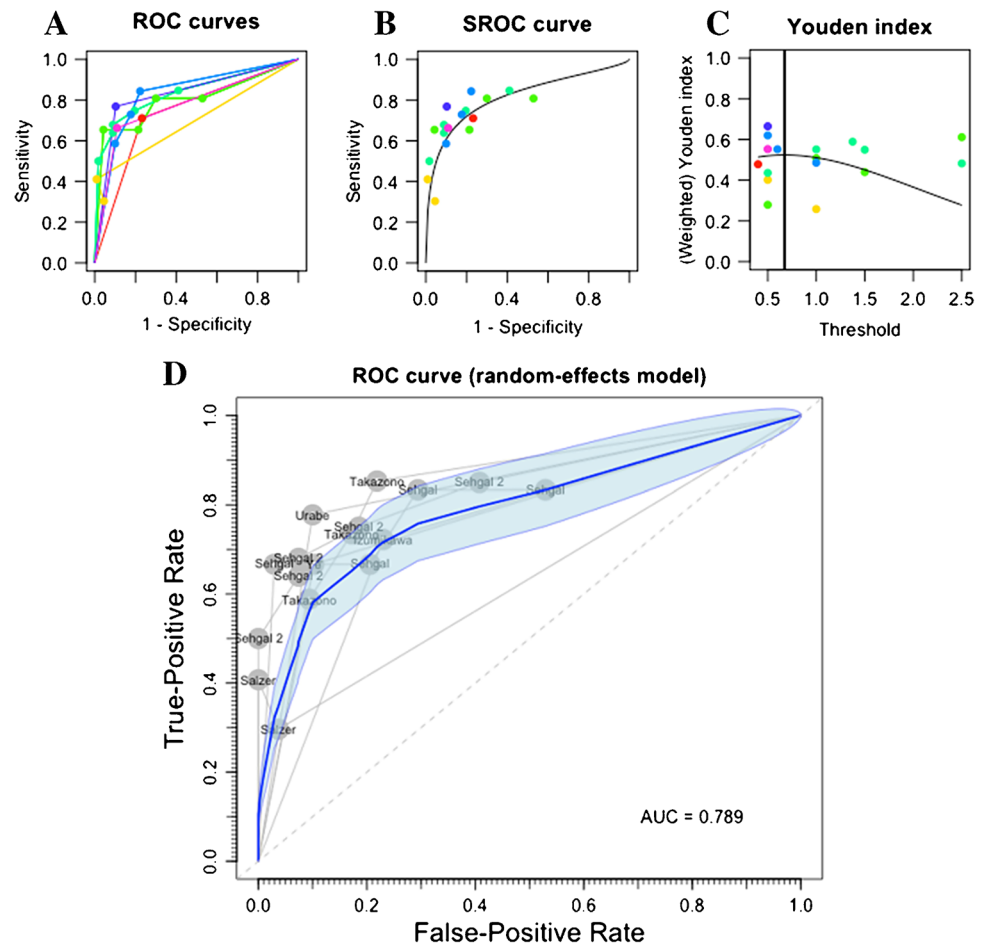 A
ROC curves
Sensitivity
1.0
0.8
0.6
0.4
0.2
0.0
0.0 0.4 0.8
1 - Specificity
B
SROC curve
Sensitivity
1.0
0.8
0.6
0.4
0.2
0.0
0.0 0.4 0.8
1 - Specificity
C
Youden index
(Weighted) Youden index
1.0
0.8
0.6
0.4
0.2
0.0
0.5 1.0 1.5 2.0 2.5
Threshold
D
ROC curve (random-effects model)
True-Positive Rate
1.0
0.8
0.6
0.4
0.2
0.0
Takazono
Sehgal
Sehgal 2
Sehgal
Urabe
Sehgal 2
Takazono
Izumikawa
Sehgal 2
Sehgal
Sehgal
Sehgal 2
Takazono
Sehgal 2
Salzer
Salzer
AUC = 0.789
0.0 0.2 0.4 0.6 0.8 1.0
False-Positive Rate